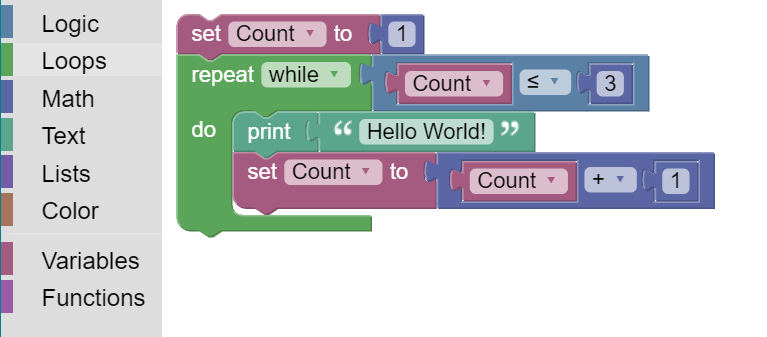 Logic
Loops
Math
Text
Lists
Color
Variables
Functions
set Count to 1
repeat while Count ≤ 3
do print “ Hello World! ”
set Count to Count + 1